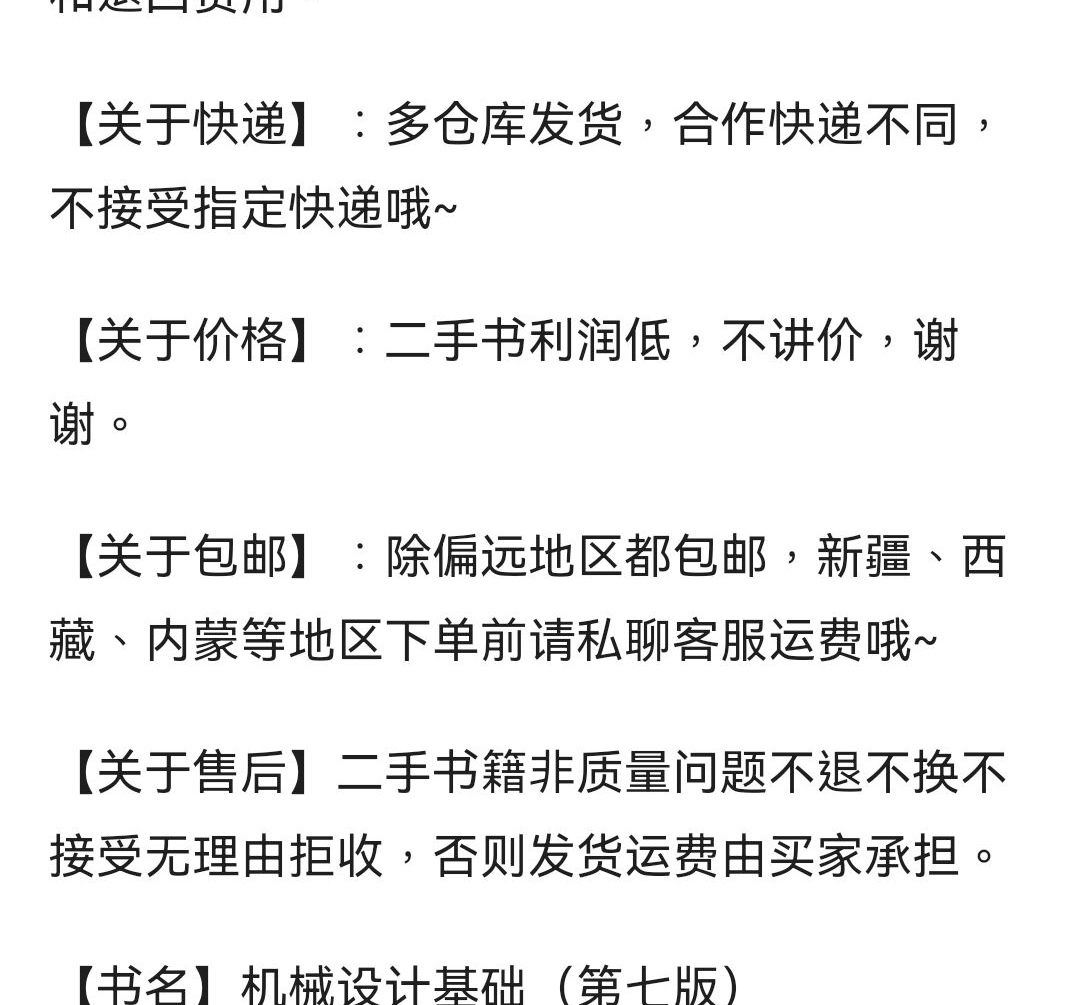 和退回费用。
【关于快递】：多仓库发货，合作快递不同，
不接受指定快递哦~
【关于价格】：二手书利润低，不讲价，谢
谢。
【关于包邮】：除偏远地区都包邮，新疆、西
藏、内蒙等地区下单前请私聊客服运费哦~
【关于售后】二手书籍非质量问题不退不换不
接受无理由拒收，否则发货运费由买家承担。
【书名】机械设计基础（第七版）